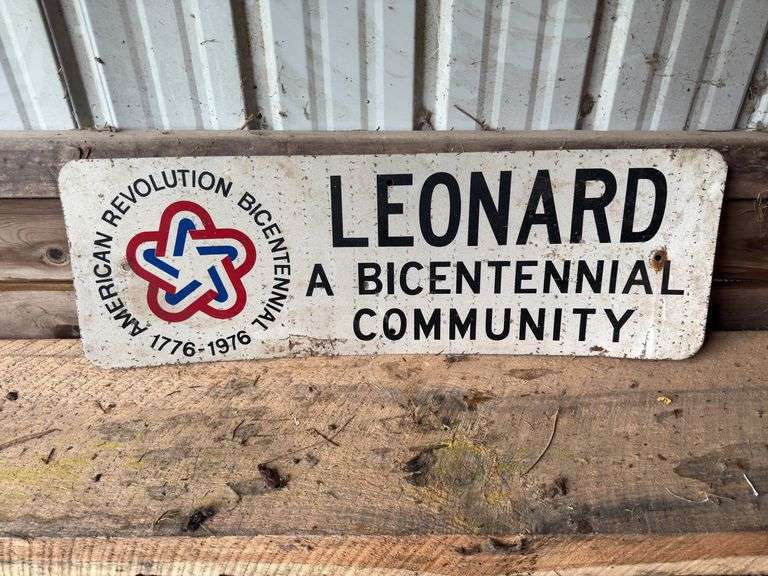 AMERICAN REVOLUTION BICENTENNIAL
1776-1976
LEONARD
A BICENTENNIAL
COMMUNITY